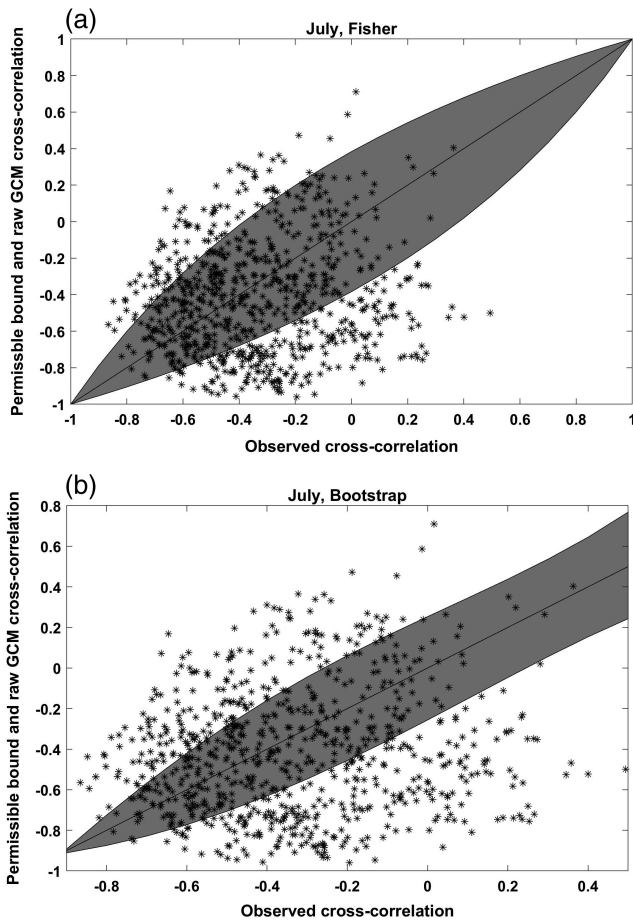 (a)
July, Fisher
Permissble bound and raw GCM cross-correlation
1
0.8
0.6
0.4
0.2
0
-0.2
-0.4
-0.6
-0.8
-1
-1 -0.8 -0.6 -0.4 -0.2 0 0.2 0.4 0.6 0.8 1
Observed cross-correlation
(b)
July, Bootstrap
Permissible bound and raw GCM cross-correlation
0.8
0.6
0.4
0.2
0
-0.2
-0.4
-0.6
-0.8
-1
-0.8 -0.6 -0.4 -0.2 0 0.2 0.4
Observed cross-correlation